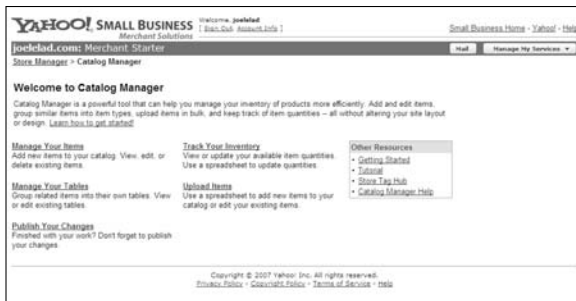 YAHOO! SMALL BUSINESS
Merchant Solutions
Welcome, joelelad
[ Sign Out, Account Info ]
Small Business Home - Yahoo! - Help
joelelad.com: Merchant Starter
Mail
Manage My Services
Store Manager > Catalog Manager
Welcome to Catalog Manager
Catalog Manager is a powerful tool that can help you manage your inventory of products more efficiently. Add and edit items,
group similar items into item types, upload items in bulk, and keep track of item quantities – all without altering your site layout
or design. Learn how to get started!
Manage Your Items
Add new items to your catalog. View, edit, or
delete existing items.
Manage Your Tables
Group related items into their own tables. View
or edit existing tables.
Publish Your Changes
Finished with your work? Don't forget to publish
your changes.
Track Your Inventory
View or update your available item quantities.
Use a spreadsheet to update quantities.
Upload Items
Use a spreadsheet to add new items to your
catalog or edit your existing items.
Other Resources
• Getting Started
• Tutorial
• Store Tag Hub
• Catalog Manager Help
Copyright © 2007 Yahoo! Inc. All rights reserved.
Privacy Policy - Copyright Policy - Terms of Service - Help